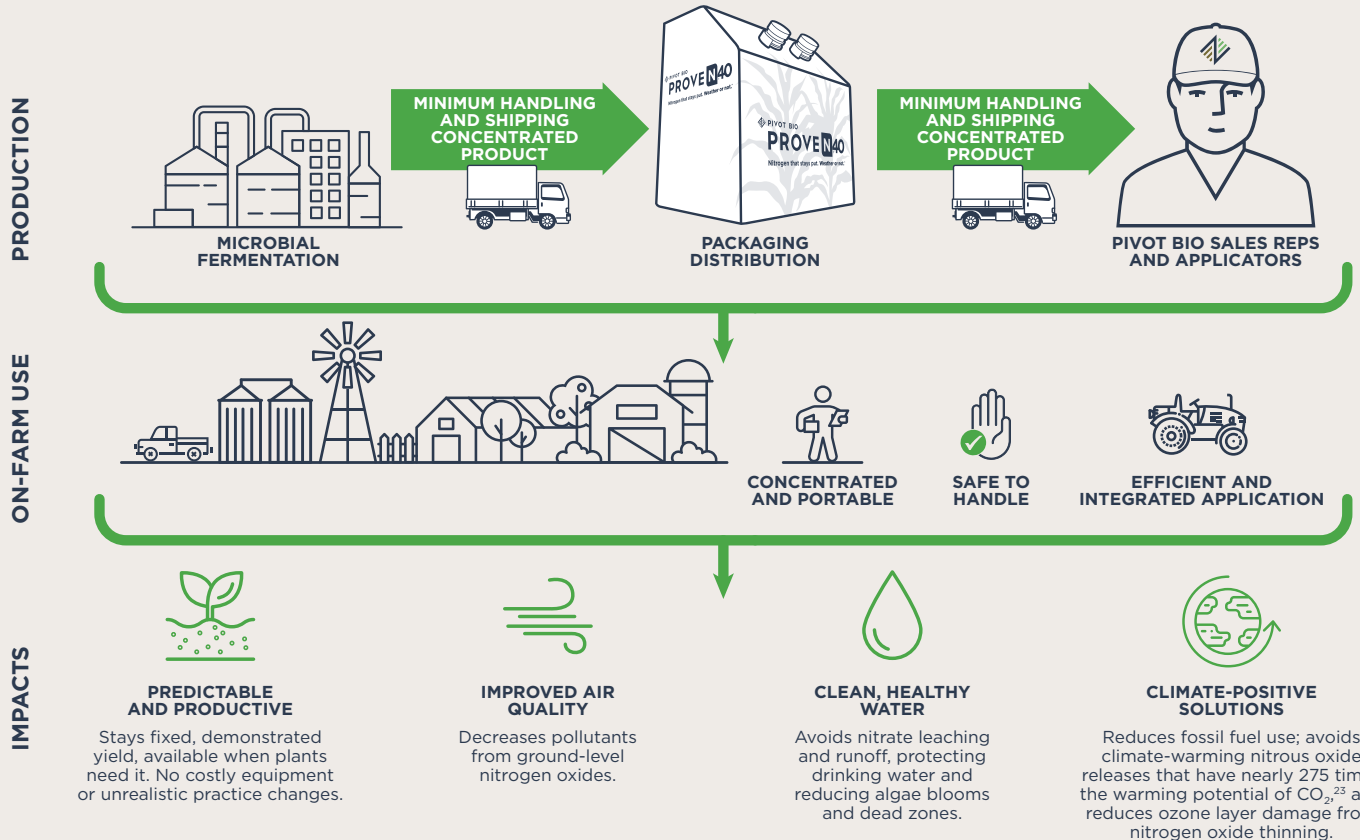 PRODUCTION
MINIMUM HANDLING
AND SHIPPING
CONCENTRATED
PRODUCT
PIVOT BIO
PROVEN40
Nitrogen that stays put. Weather or not.
PIVOT BIO
PROVEN40
Nitrogen that stays put. Weather or not.
MINIMUM HANDLING
AND SHIPPING
CONCENTRATED
PRODUCT
MICROBIAL
FERMENTATION
PACKAGING
DISTRIBUTION
PIVOT BIO SALES REPS
AND APPLICATORS
ON-FARM USE
CONCENTRATED
AND PORTABLE
SAFE TO
HANDLE
EFFICIENT AND
INTEGRATED APPLICATION
IMPACTS
PREDICTABLE
AND PRODUCTIVE
Stays fixed, demonstrated
yield, available when plants
need it. No costly equipment
or unrealistic practice changes.
IMPROVED AIR
QUALITY
Decreases pollutants
from ground-level
nitrogen oxides.
CLEAN, HEALTHY
WATER
Avoids nitrate leaching
and runoff, protecting
drinking water and
reducing algae blooms
and dead zones.
CLIMATE-POSITIVE
SOLUTIONS
Reduces fossil fuel use; avoids
climate-warming nitrous oxide
releases that have nearly 275
the warming potential of CO₂,²³
reduces ozone layer damage
nitrogen oxide thinning.